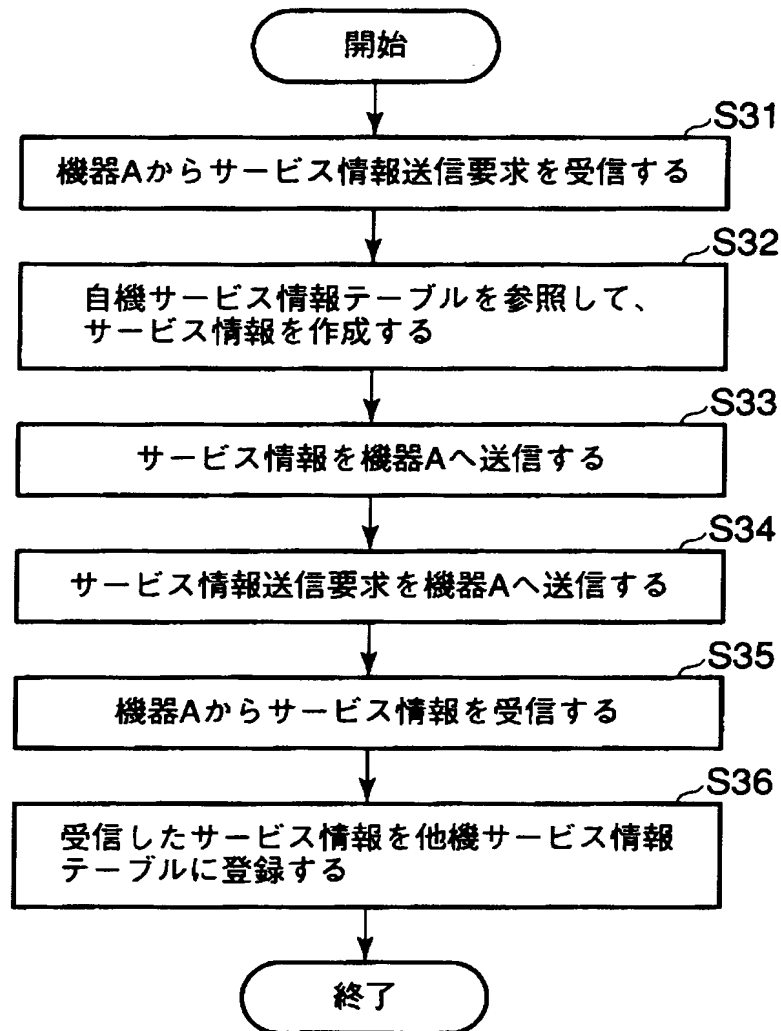 開始
S31
機器Aからサービス情報送信要求を受信する
S32
自機サービス情報テーブルを参照して、
サービス情報を作成する
S33
サービス情報を機器Aへ送信する
S34
サービス情報送信要求を機器Aへ送信する
S35
機器Aからサービス情報を受信する
S36
受信したサービス情報を他機サービス情報
テーブルに登録する
終了